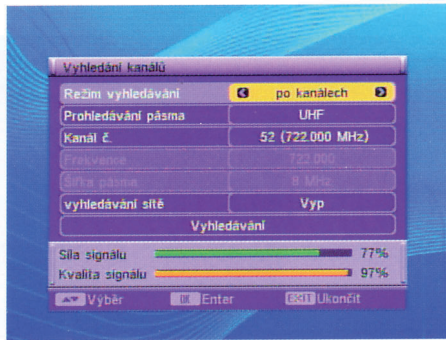 Vyhledání kanálů
Režim vyhledávání po kanálech
Prohledávání pásma UHF
Kanál č. 52 (722.000 MHz)
Frekvence 722.000
Šířka pásma 8 MHz
vyhledávání sítě Vyp
Vyhledávání
Síla signálu 77%
Kvalita signálu 97%
Výběr OK Enter EXIT Ukončit